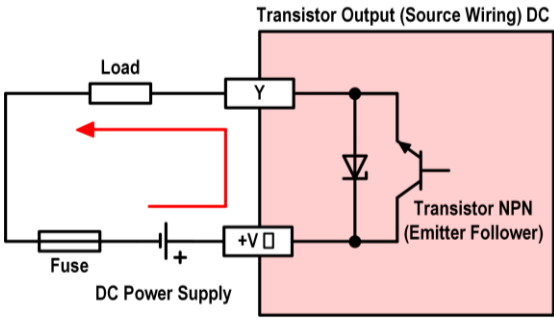 Transistor Output (Source Wiring) DC
Load
Y
Transistor NPN
(Emitter Follower)
+V▯
+
Fuse
DC Power Supply